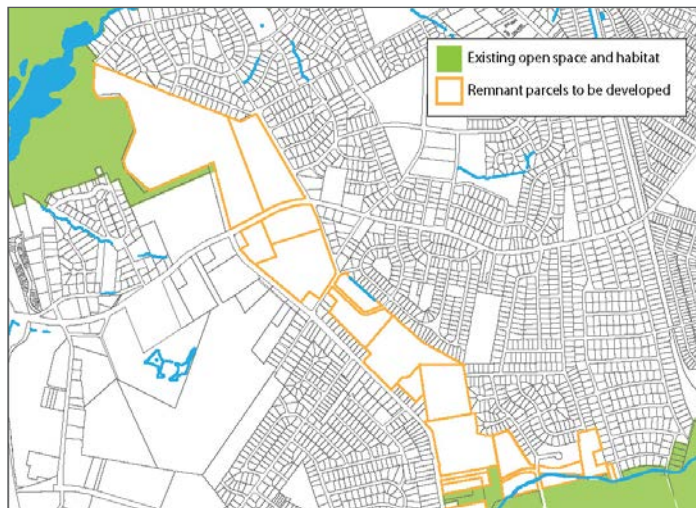 Existing open space and habitat
Remnant parcels to be developed